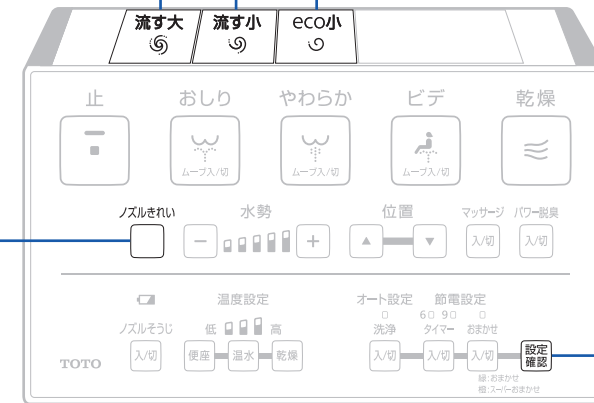 流す大 流す小 eco小
止 おしり やわらか ビデ 乾燥
ムーブ入/切 ムーブ入/切 ムーブ入/切
ノズルきれい 水勢 位置 マッサージ パワー脱臭
− + ▲ ▼ 入/切 入/切
温度設定 オート設定 節電設定
6 9
ノズルそうじ 低 高 洗浄 タイマー おまかせ
TOTO 入/切 便座 温水 乾燥 入/切 入/切 入/切 設定
確認
緑:おまかせ
橙:スーパーおまかせ